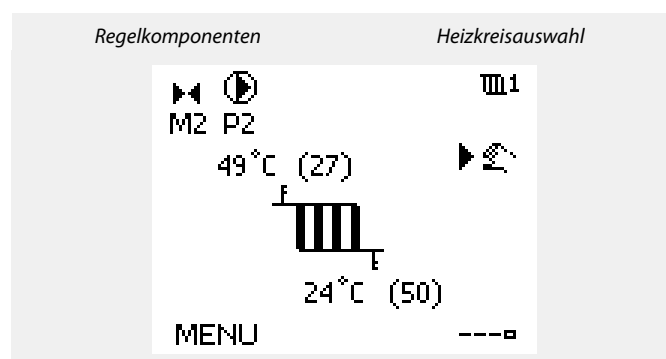 Regelkomponenten Heizkreisauswahl
1
M2 P2
49°C (27)
24°C (50)
MENU